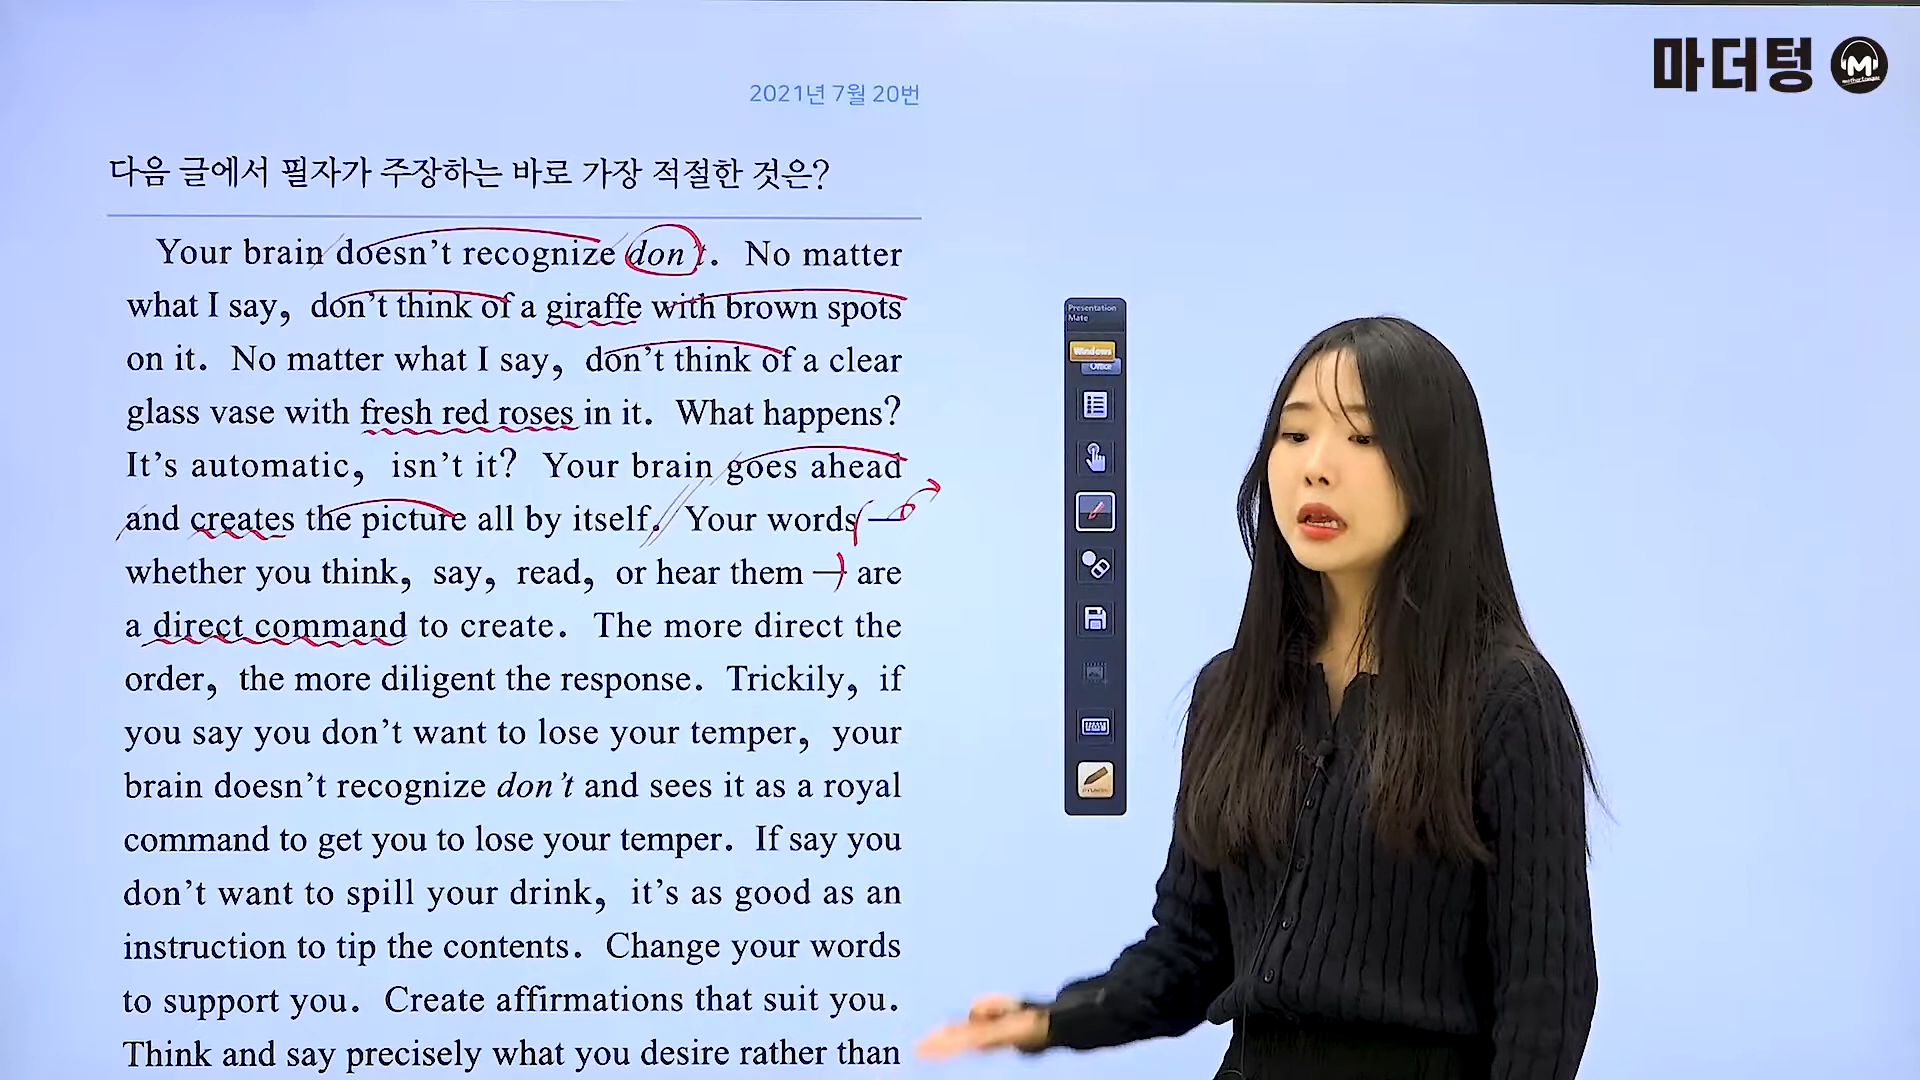 마더텅
M
2021년 7월 20번
다음 글에서 필자가 주장하는 바로 가장 적절한 것은?
Your brain doesn't recognize don't. No matter
what I say, don't think of a giraffe with brown spots
on it. No matter what I say, don't think of a clear
glass vase with fresh red roses in it. What happens?
It's automatic, isn't it? Your brain goes ahead
and creates the picture all by itself. Your words —
whether you think, say, read, or hear them — are
a direct command to create. The more direct the
order, the more diligent the response. Trickily, if
you say you don't want to lose your temper, your
brain doesn't recognize don't and sees it as a royal
command to get you to lose your temper. If say you
don't want to spill your drink, it's as good as an
instruction to tip the contents. Change your words
to support you. Create affirmations that suit you.
Think and say precisely what you desire rather than
Presentation
Mate
Windows
Office